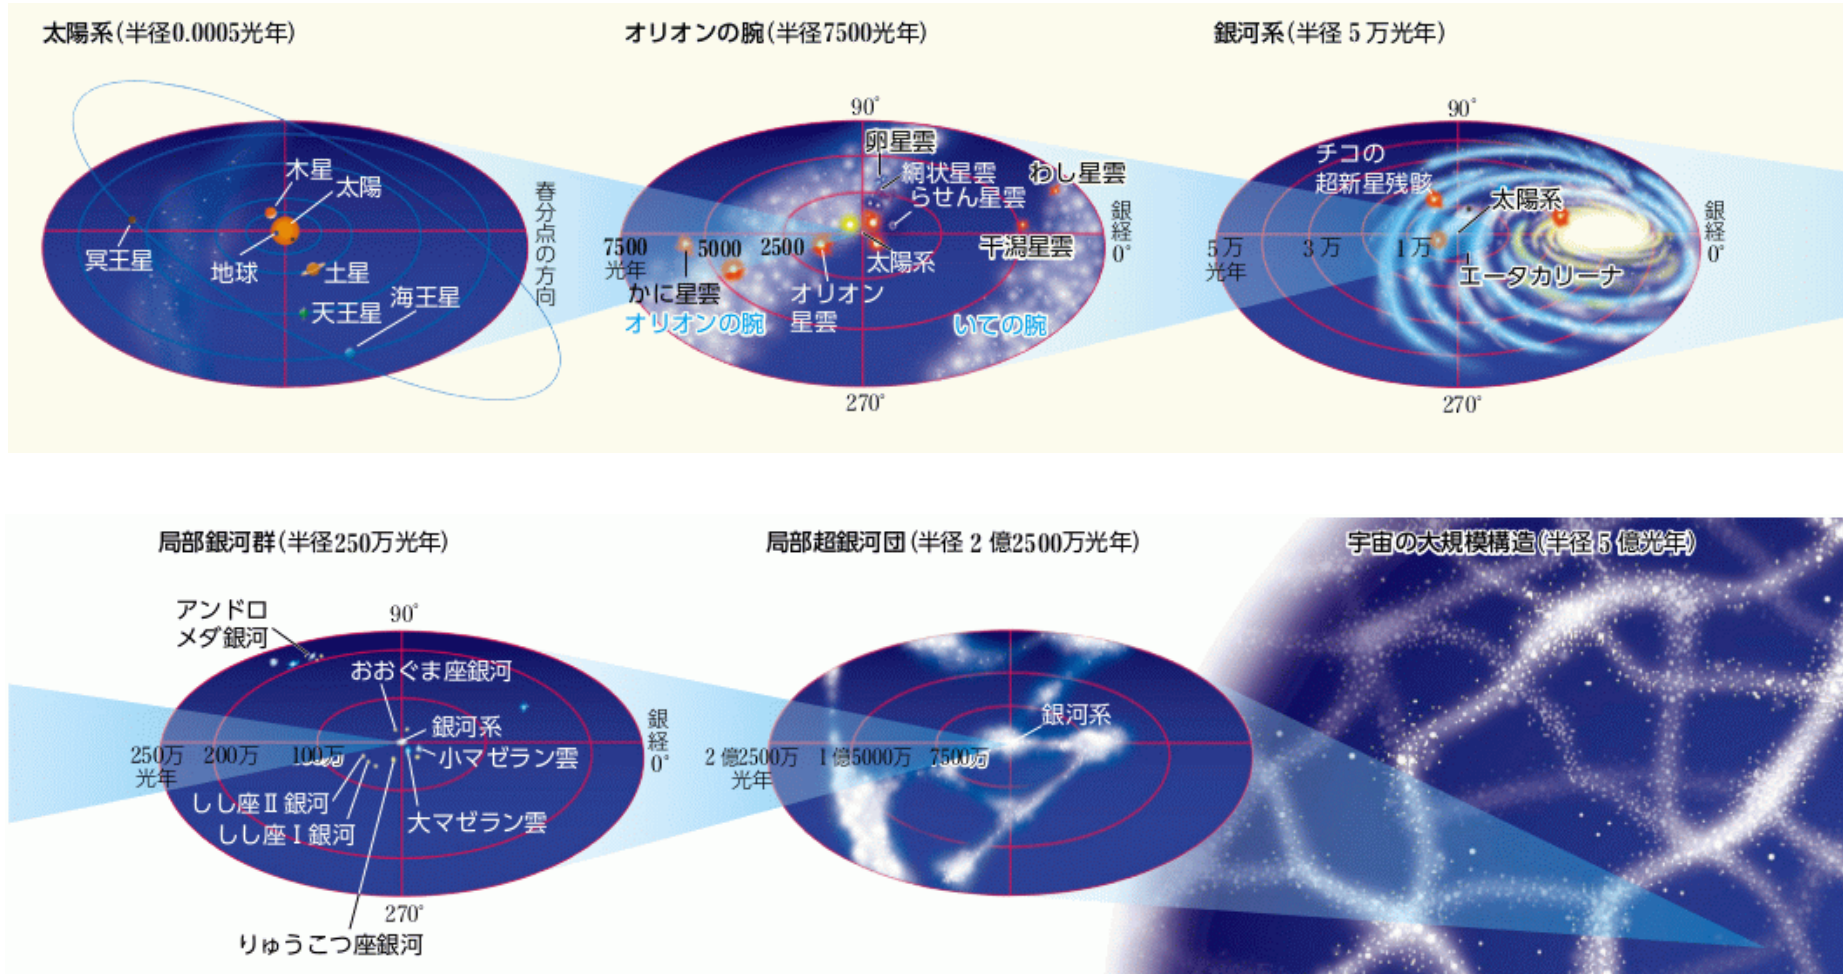 太陽系(半径0.0005光年)
木星
太陽
冥王星
地球
土星
天王星
海王星
春分点の方向
オリオンの腕(半径7500光年)
90°
卵星雲
網状星雲
らせん星雲
わし星雲
干潟星雲
銀経0°
7500
光年
5000
2500
太陽系
かに星雲
オリオン
星雲
オリオンの腕
いての腕
270°
銀河系(半径5万光年)
90°
チコの
超新星残骸
太陽系
銀経0°
5万
光年
3万
1万
エータカリーナ
270°
局部銀河群(半径250万光年)
アンドロ
メダ銀河
90°
おおぐま座銀河
銀河系
小マゼラン雲
銀経0°
250万
光年
200万
100万
しし座Ⅱ銀河
しし座Ⅰ銀河
大マゼラン雲
270°
りゅうこつ座銀河
局部超銀河団(半径2億2500万光年)
銀河系
2億2500万
光年
1億5000万
7500万
宇宙の大規模構造(半径5億光年)